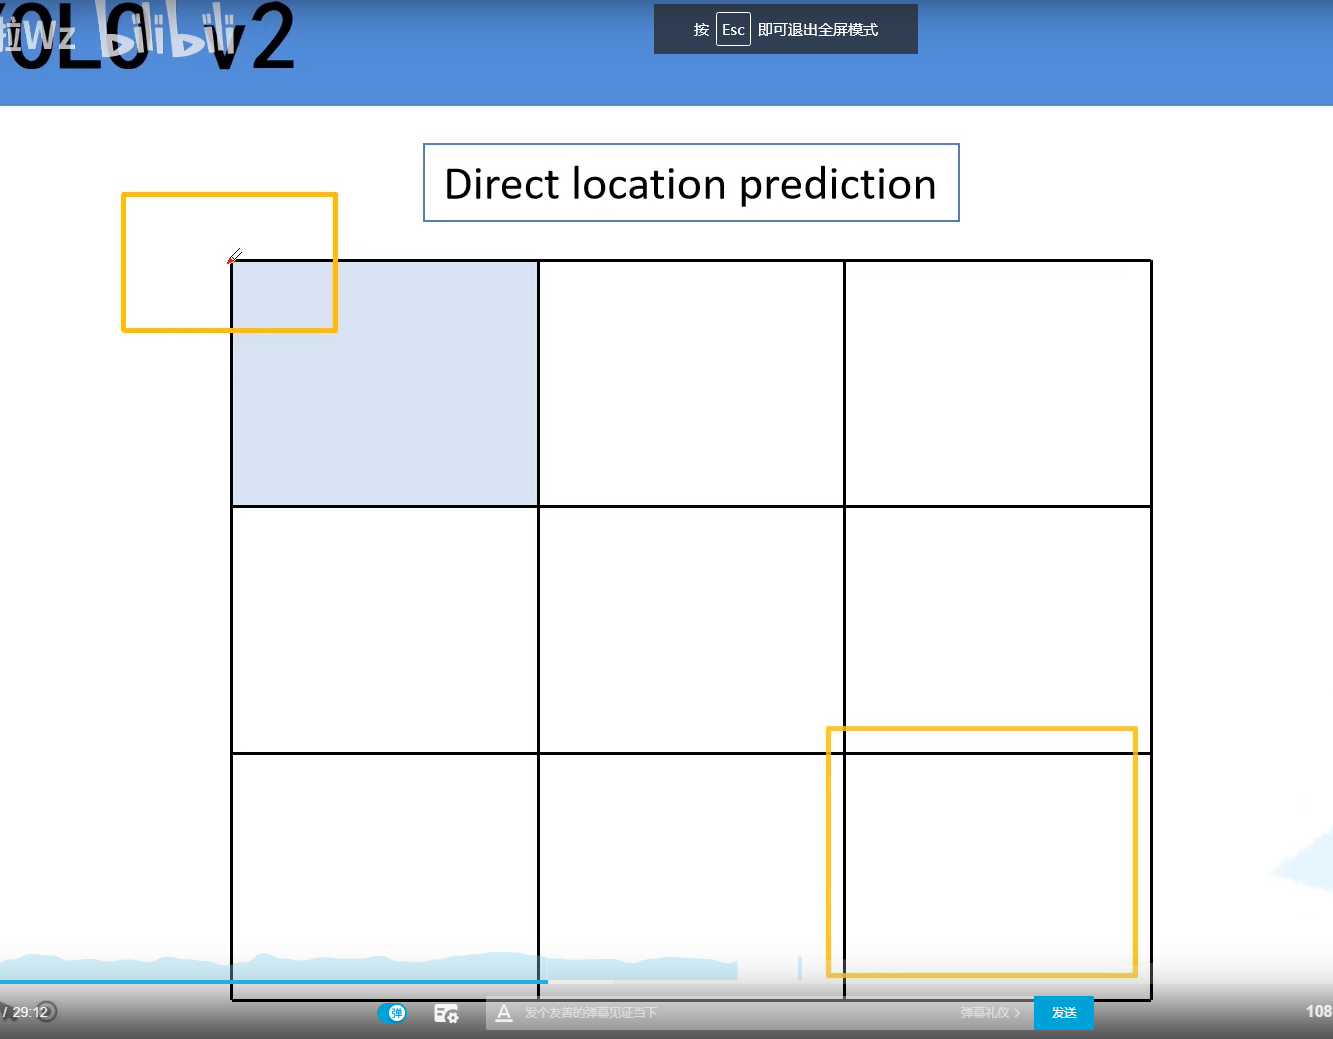 按 Esc 即可退出全屏模式
拉Wz bilibili
YOLO v2
Direct location prediction
/ 29:12
弹
A 发个友善的弹幕见证当下 弹幕礼仪 > 发送
108